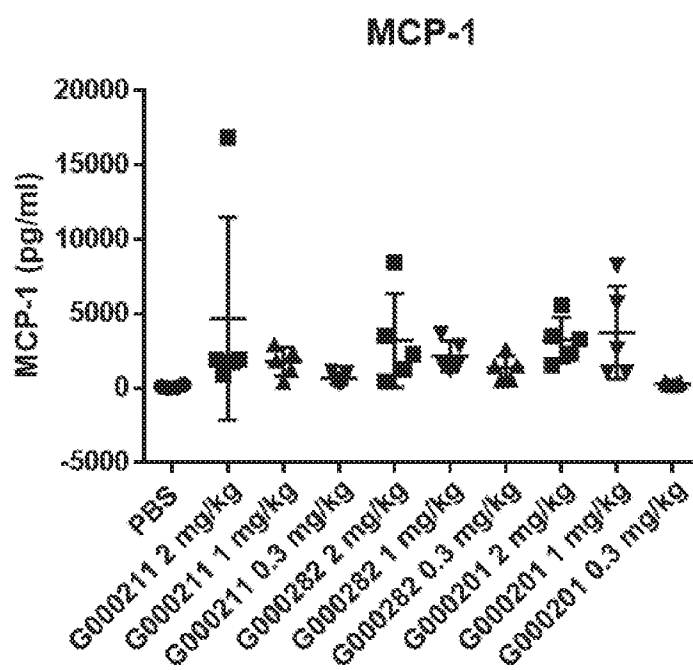 MCP-1
MCP-1 (pg/ml)
20000
15000
10000
5000
0
-5000
PBS
G000211 2 mg/kg
G000211 1 mg/kg
G000211 0.3 mg/kg
G000282 2 mg/kg
G000282 1 mg/kg
G000282 0.3 mg/kg
G000201 2 mg/kg
G000201 1 mg/kg
G000201 0.3 mg/kg